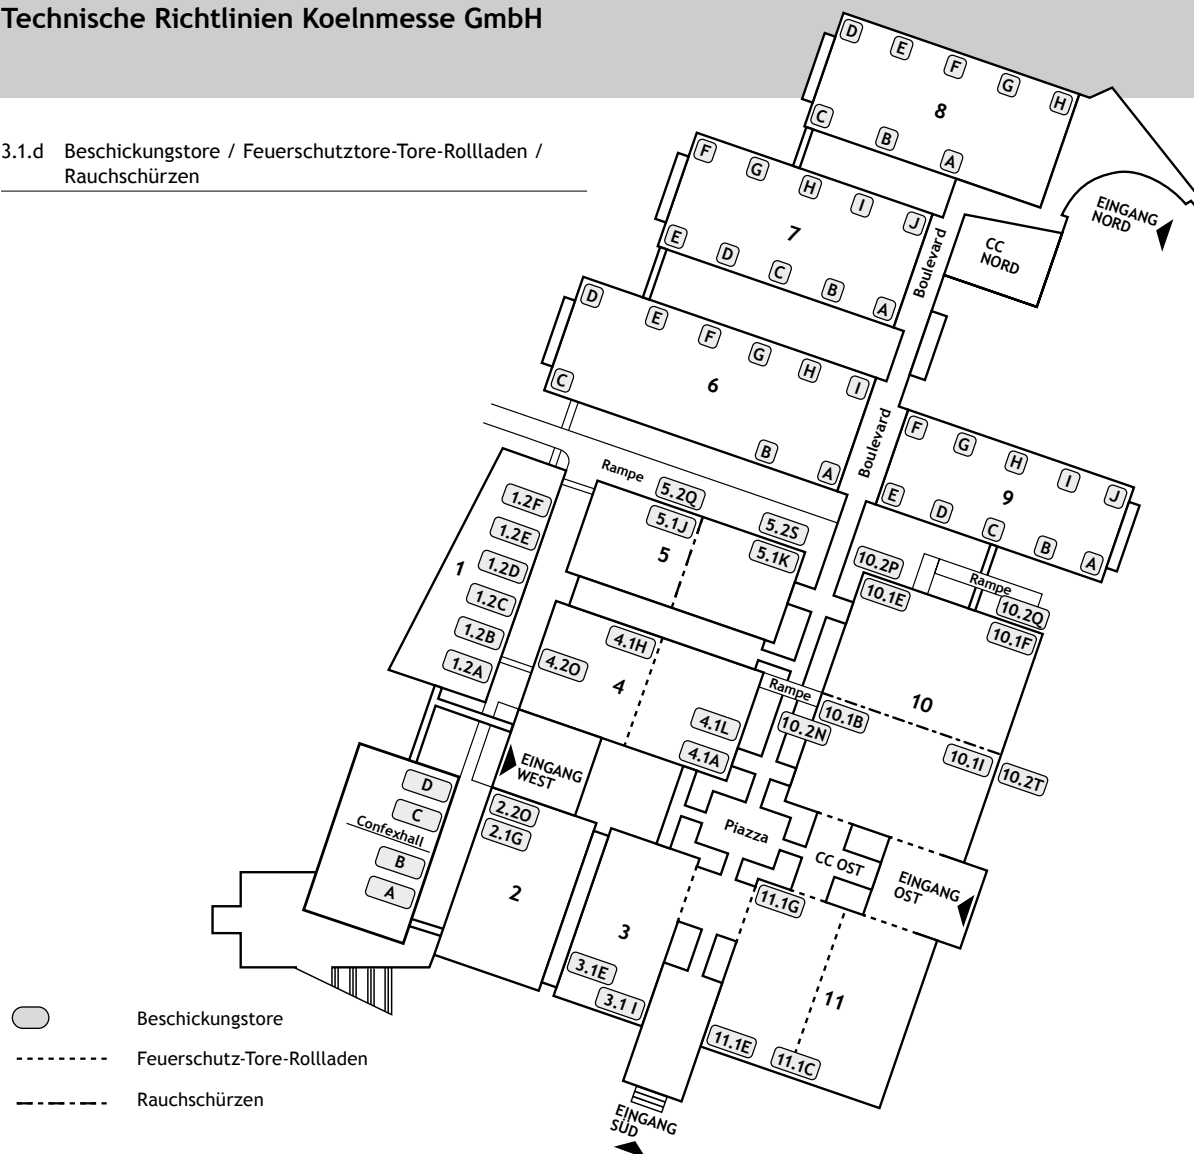 Technische Richtlinien Koelnmesse GmbH
3.1.d Beschickungstore / Feuerschutztore-Tore-Rollladen /
Rauchschürzen
D
E
F
G
H
8
C
B
A
EINGANG
NORD
F
G
H
I
J
7
E
D
C
B
A
Boulevard
CC
NORD
D
E
F
G
H
I
6
C
B
A
Boulevard
F
G
H
I
J
9
E
D
C
B
A
Rampe
5.2Q
5.1J
5.2S
5.1K
5
1.2F
1.2E
1.2D
1.2C
1.2B
1.2A
1
10.2P
10.1E
Rampe
10.2Q
10.1F
10
4.1H
4.2O
4
4.1L
4.1A
Rampe
10.1B
10.2N
10.1I
10.2T
EINGANG
WEST
D
C
Confexhall
B
A
2.2O
2.1G
2
Piazza
CC OST
EINGANG
OST
3
3.1E
3.1 I
11.1G
11
11.1E
11.1C
EINGANG
SÜD
Beschickungstore
Feuerschutz-Tore-Rollladen
Rauchschürzen